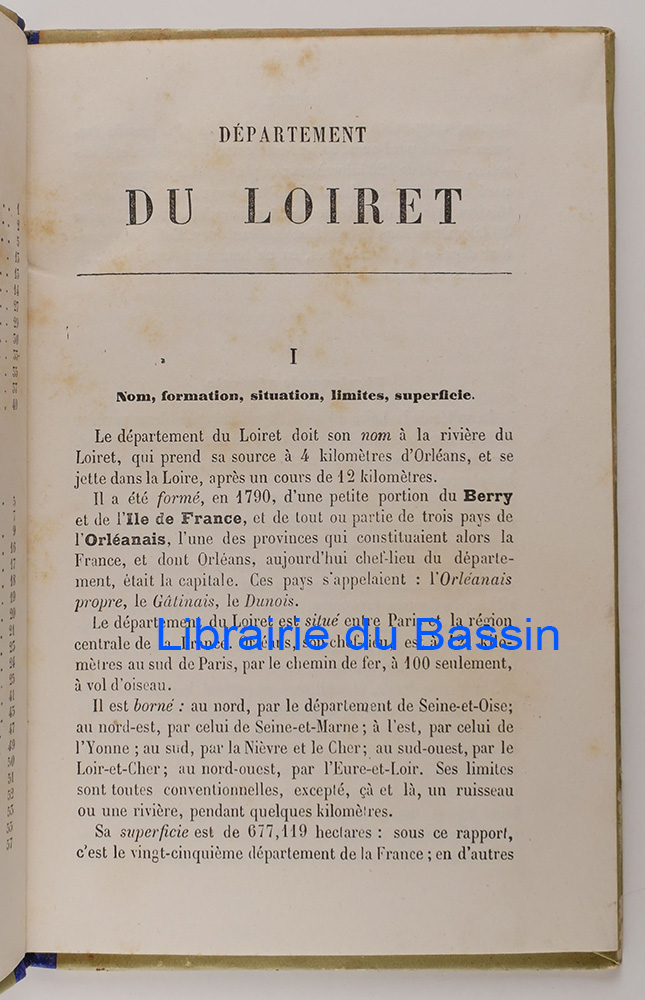 DÉPARTEMENT
DU LOIRET
I
Nom, formation, situation, limites, superficie.
Le département du Loiret doit son nom à la rivière du
Loiret, qui prend sa source à 4 kilomètres d'Orléans, et se
jette dans la Loire, après un cours de 12 kilomètres.
Il a été formé, en 1790, d'une petite portion du Berry
et de l'Ile de France, et de tout ou partie de trois pays de
l'Orléanais, l'une des provinces qui constituaient alors la
France, et dont Orléans, aujourd'hui chef-lieu du départe-
ment, était la capitale. Ces pays s'appelaient : l'Orléanais
propre, le Gâtinais, le Dunois.
Le département du Loiret est situé entre Paris et la région
centrale de la France. Orléans, son chef-lieu, est à kilo-
mètres au sud de Paris, par le chemin de fer, à 100 seulement,
à vol d'oiseau.
Il est borné : au nord, par le département de Seine-et-Oise;
au nord-est, par celui de Seine-et-Marne ; à l'est, par celui de
l'Yonne ; au sud, par la Nièvre et le Cher; au sud-ouest, par le
Loir-et-Cher; au nord-ouest, par l'Eure-et-Loir. Ses limites
sont toutes conventionnelles, excepté, çà et là, un ruisseau
ou une rivière, pendant quelques kilomètres.
Sa superficie est de 677,119 hectares : sous ce rapport,
c'est le vingt-cinquième département de la France ; en d'autres
Librairie du Bassin